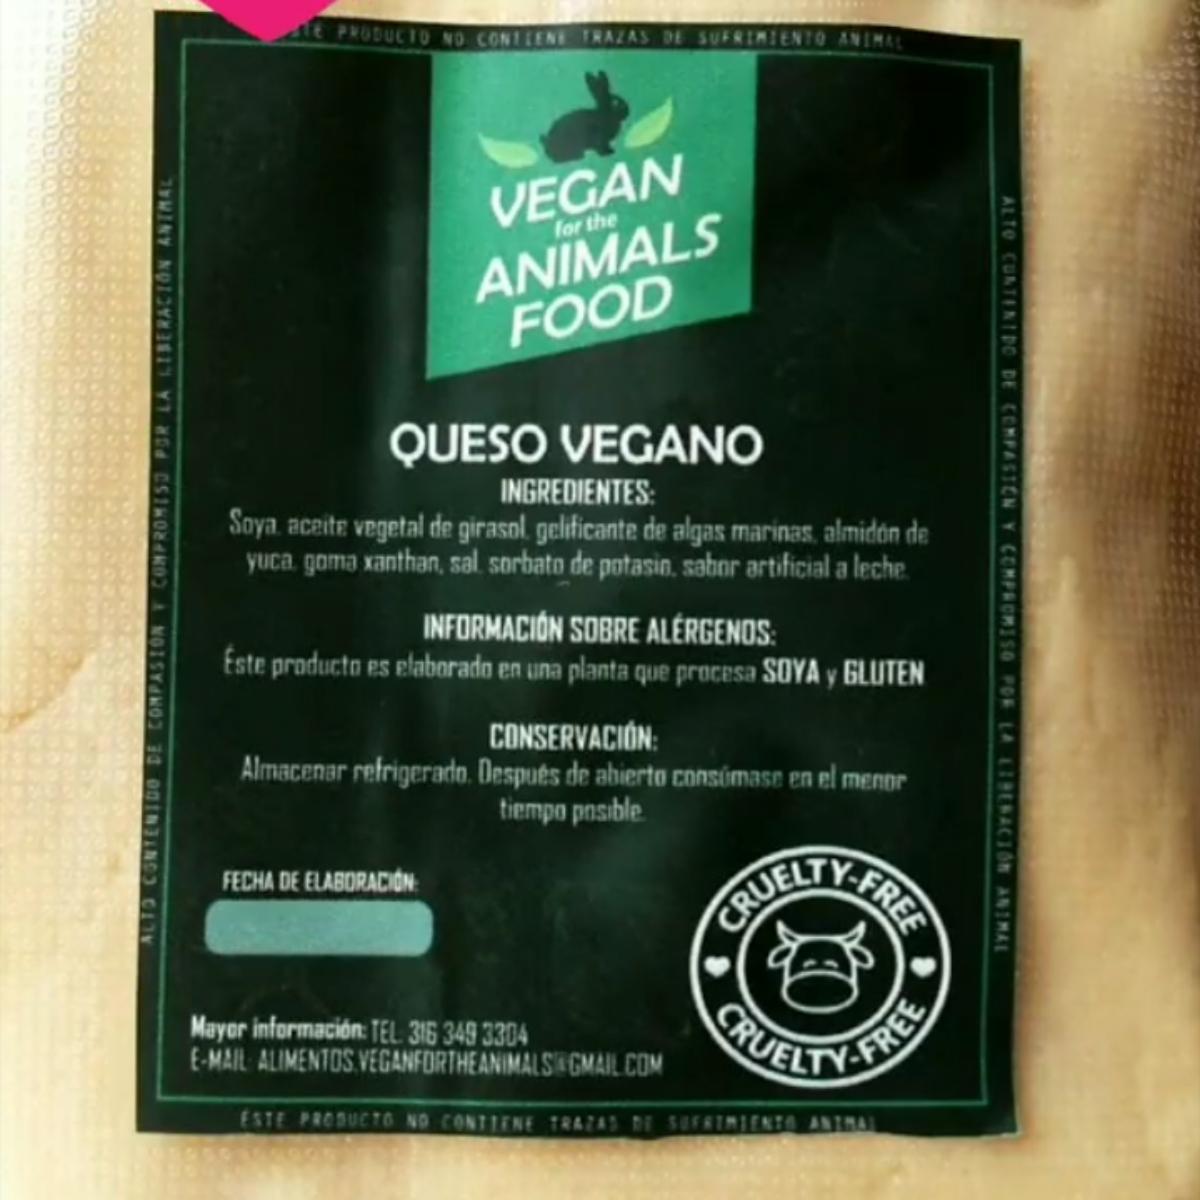 TE PRODUCTO NO CONTIENE TRAZAS DE SUFRIMIENTO ANIMAL
VEGAN
for the
ANIMALS
FOOD
ALTO CONTENIDO DE COMPASIÓN Y COMPROMISO POR LA LIBERACIÓN ANIMAL
ALTO CONTENIDO DE COMPASIÓN Y COMPROMISO POR LA LIBERACIÓN ANIMAL
QUESO VEGANO
INGREDIENTES:
Soya, aceite vegetal de girasol, gelificante de algas marinas, almidón de
yuca, goma xanthan, sal, sorbato de potasio, sabor artificial a leche.
INFORMACIÓN SOBRE ALÉRGENOS:
Éste producto es elaborado en una planta que procesa SOYA y GLUTEN
CONSERVACIÓN:
Almacenar refrigerado. Después de abierto consúmase en el menor
tiempo posible.
FECHA DE ELABORACIÓN:
CRUELTY-FREE
CRUELTY-FREE
Mayor información: TEL. 316 349 3304
E-MAIL: ALIMENTOS.VEGANFORTHEANIMALS@GMAIL.COM
ÉSTE PRODUCTO NO CONTIENE TRAZAS DE SUFRIMIENTO ANIMAL